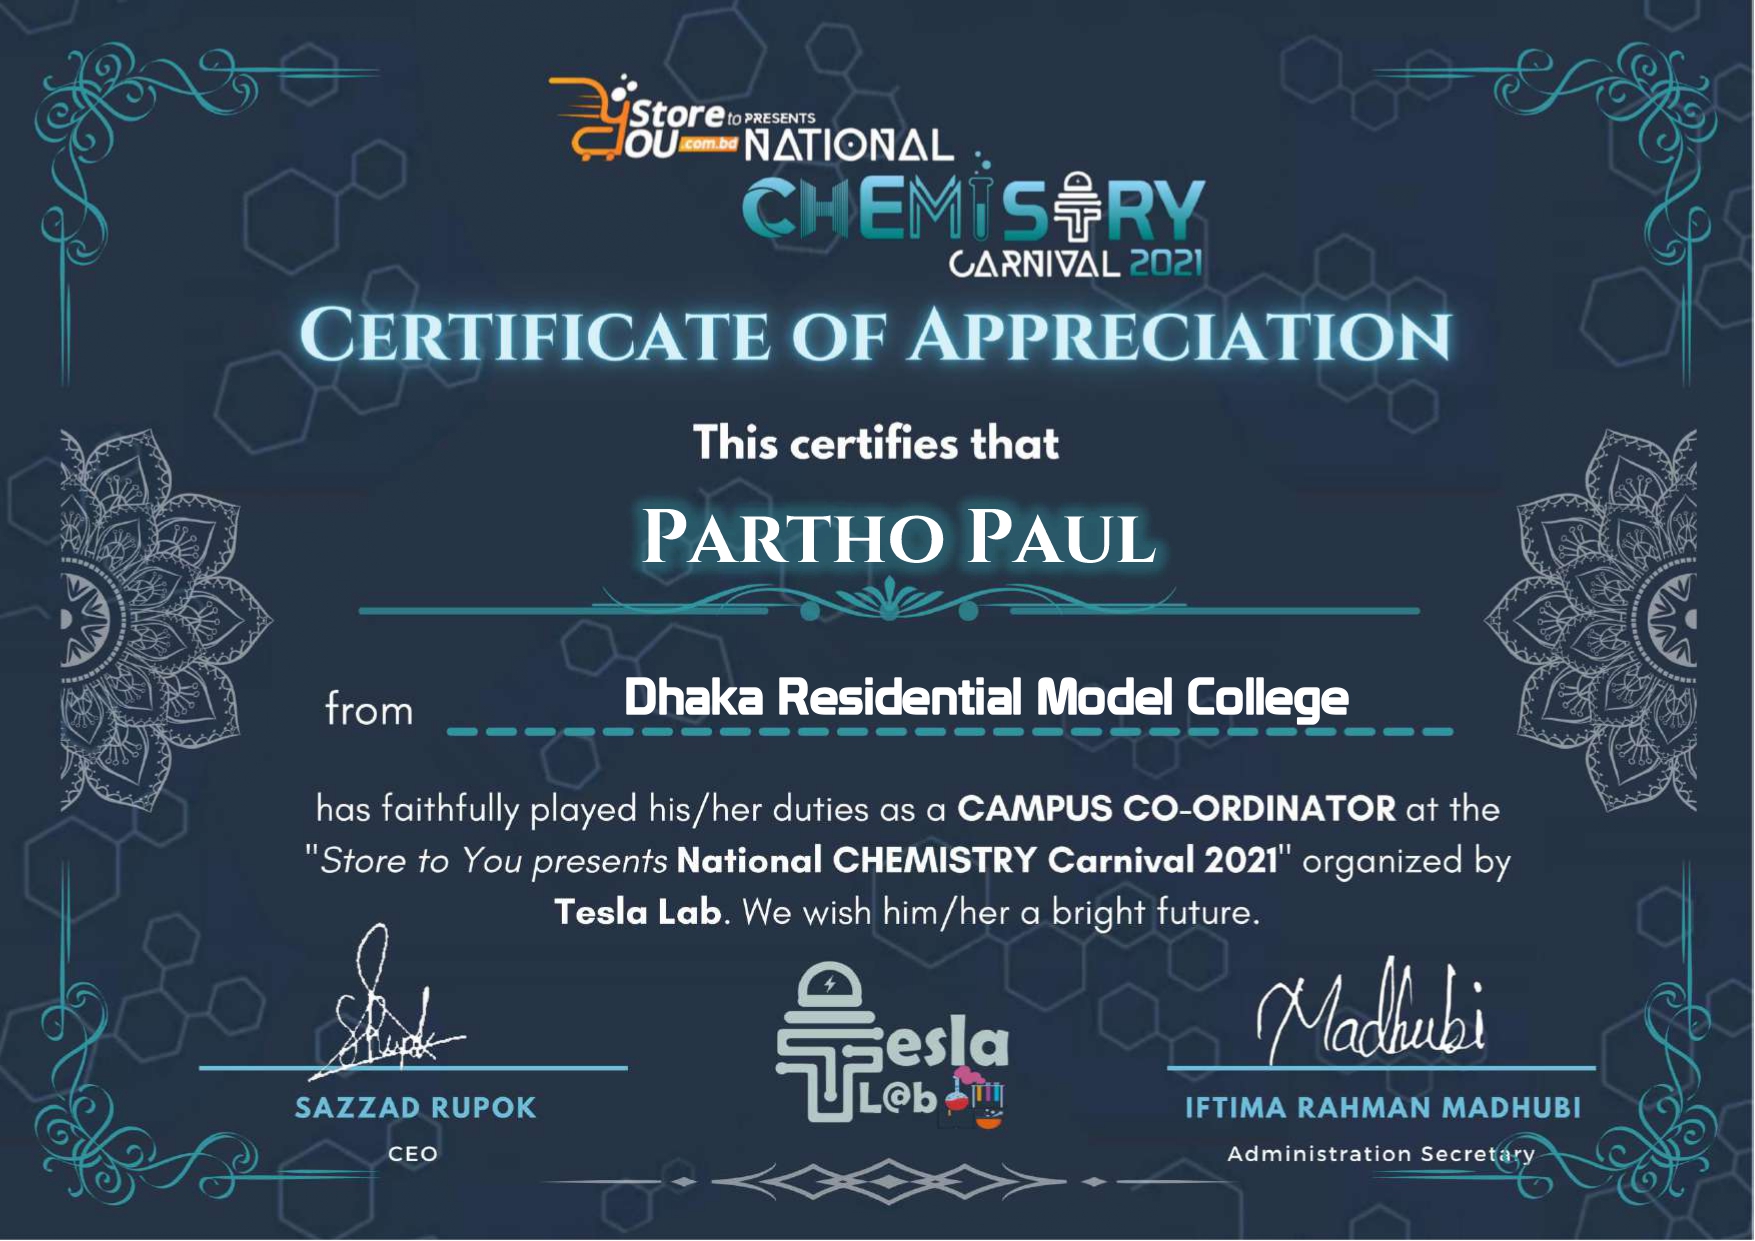 Store to PRESENTS
YOU .com.bd NATIONAL
CHEMISTRY
CARNIVAL 2021
CERTIFICATE OF APPRECIATION
This certifies that
PARTHO PAUL
from Dhaka Residential Model College
has faithfully played his/her duties as a CAMPUS CO-ORDINATOR at the
"Store to You presents National CHEMISTRY Carnival 2021" organized by
Tesla Lab. We wish him/her a bright future.
Rupok
Madhubi
Tesla
L@b
SAZZAD RUPOK
CEO
IFTIMA RAHMAN MADHUBI
Administration Secretary